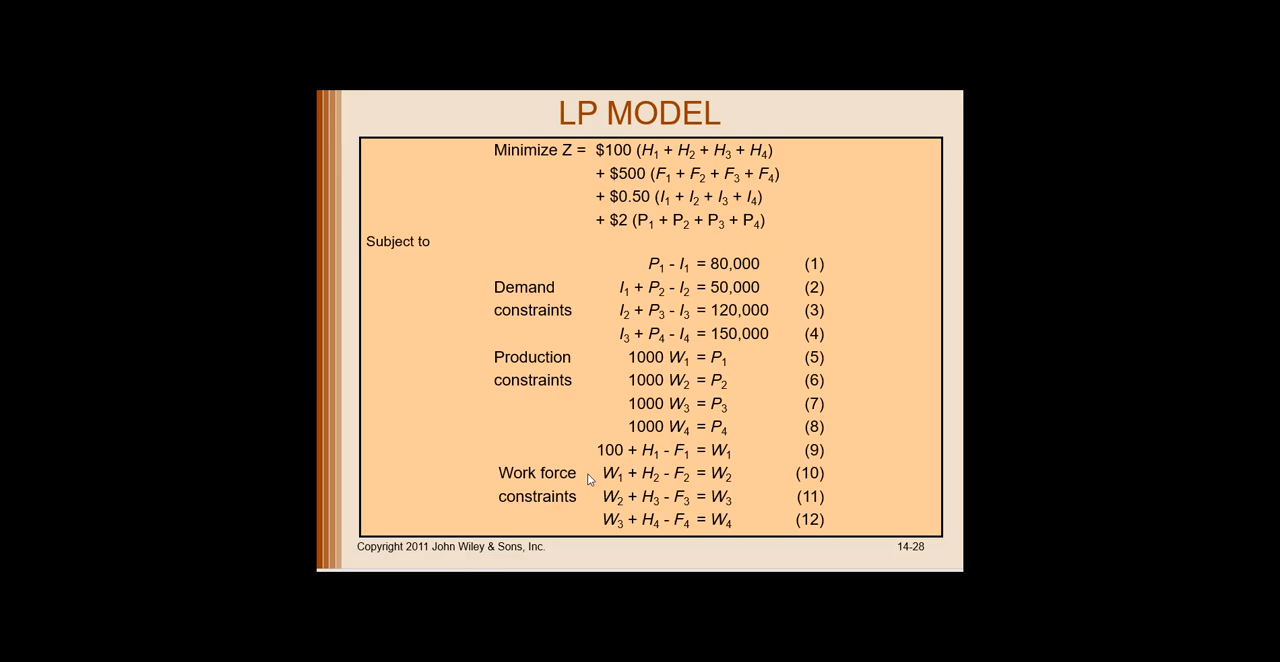 LP MODEL
Minimize Z = $100 (H₁ + H₂ + H₃ + H₄)
+ $500 (F₁ + F₂ + F₃ + F₄)
+ $0.50 (I₁ + I₂ + I₃ + I₄)
+ $2 (P₁ + P₂ + P₃ + P₄)
Subject to
P₁ - I₁ = 80,000 (1)
Demand I₁ + P₂ - I₂ = 50,000 (2)
constraints I₂ + P₃ - I₃ = 120,000 (3)
I₃ + P₄ - I₄ = 150,000 (4)
Production 1000 W₁ = P₁ (5)
constraints 1000 W₂ = P₂ (6)
1000 W₃ = P₃ (7)
1000 W₄ = P₄ (8)
100 + H₁ - F₁ = W₁ (9)
Work force W₁ + H₂ - F₂ = W₂ (10)
constraints W₂ + H₃ - F₃ = W₃ (11)
W₃ + H₄ - F₄ = W₄ (12)
Copyright 2011 John Wiley & Sons, Inc. 14-28